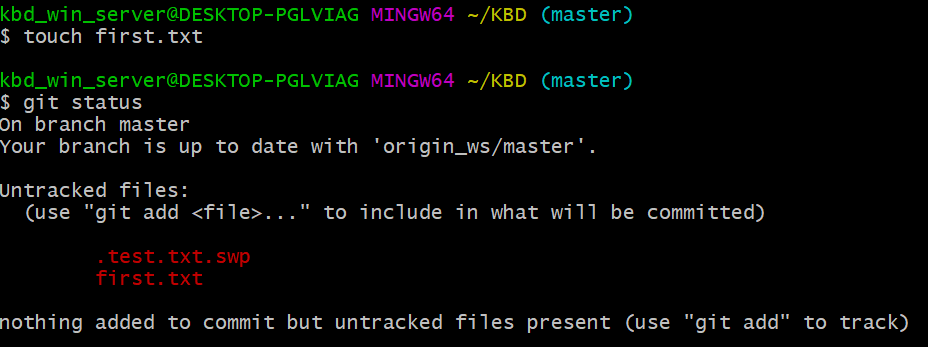 kbd_win_server@DESKTOP-PGLVIAG MINGW64 ~/KBD (master)
$ touch first.txt
kbd_win_server@DESKTOP-PGLVIAG MINGW64 ~/KBD (master)
$ git status
On branch master
Your branch is up to date with 'origin_ws/master'.
Untracked files:
(use "git add <file>..." to include in what will be committed)
.test.txt.swp
first.txt
nothing added to commit but untracked files present (use "git add" to track)